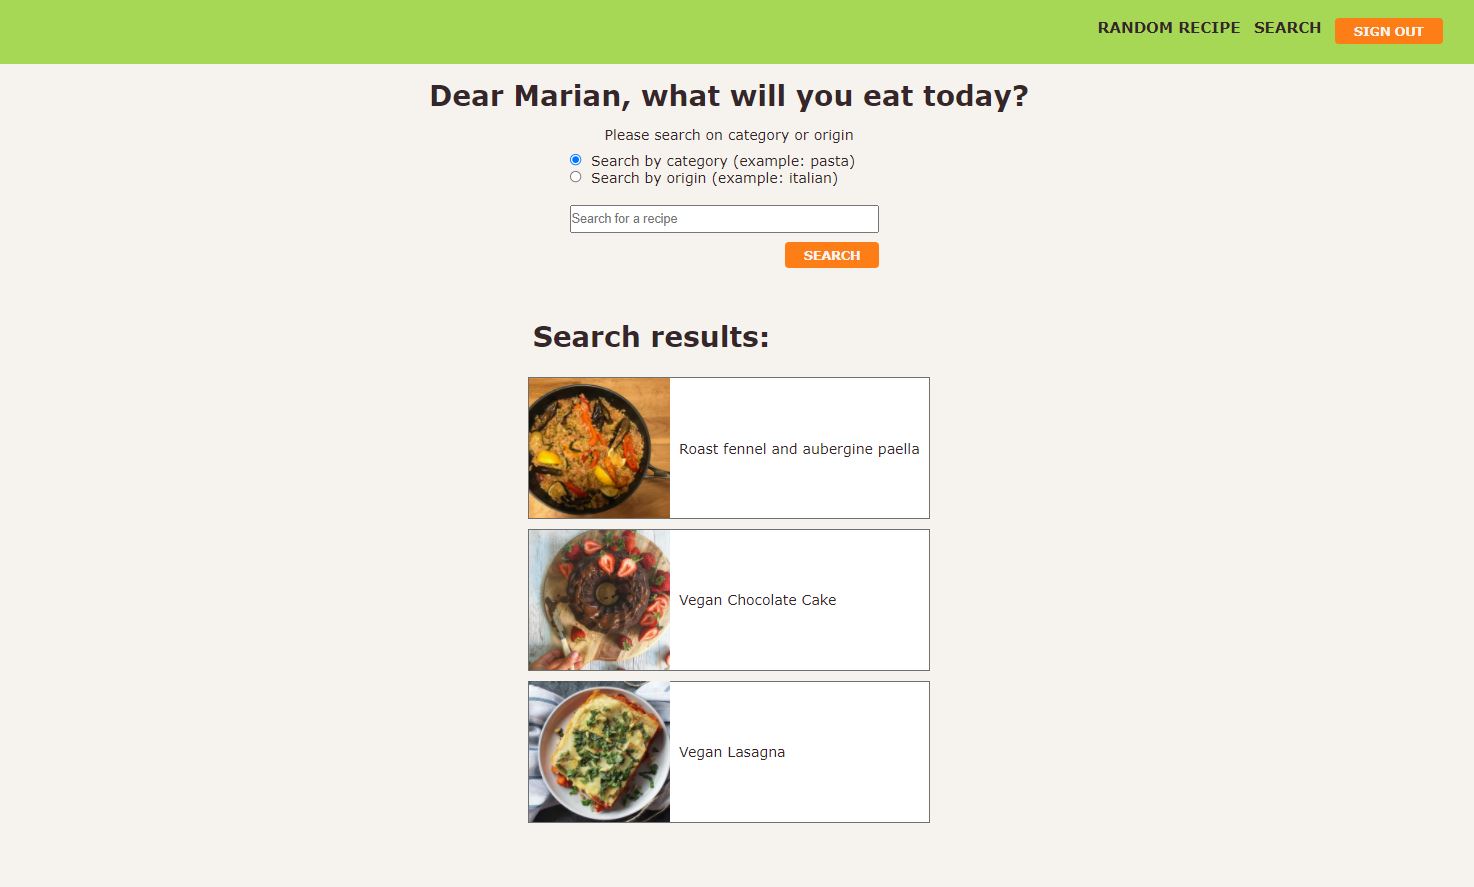 RANDOM RECIPE SEARCH SIGN OUT
Dear Marian, what will you eat today?
Please search on category or origin
Search by category (example: pasta)
Search by origin (example: italian)
Search for a recipe
SEARCH
Search results:
Roast fennel and aubergine paella
Vegan Chocolate Cake
Vegan Lasagna